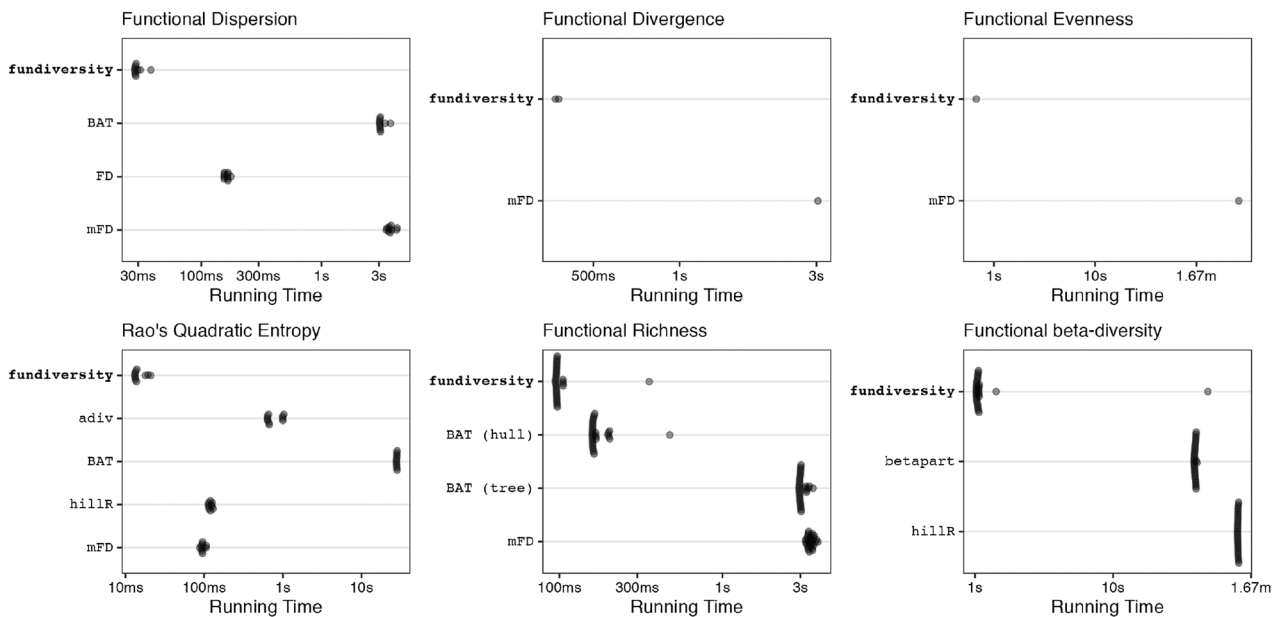 Functional Dispersion
fundiversity
BAT
FD
mFD
30ms 100ms 300ms 1s 3s
Running Time
Functional Divergence
fundiversity
mFD
500ms 1s 3s
Running Time
Functional Evenness
fundiversity
mFD
1s 10s 1.67m
Running Time
Rao's Quadratic Entropy
fundiversity
adiv
BAT
hillR
mFD
10ms 100ms 1s 10s
Running Time
Functional Richness
fundiversity
BAT (hull)
BAT (tree)
mFD
100ms 300ms 1s 3s
Running Time
Functional beta-diversity
fundiversity
betapart
hillR
1s 10s 1.67m
Running Time